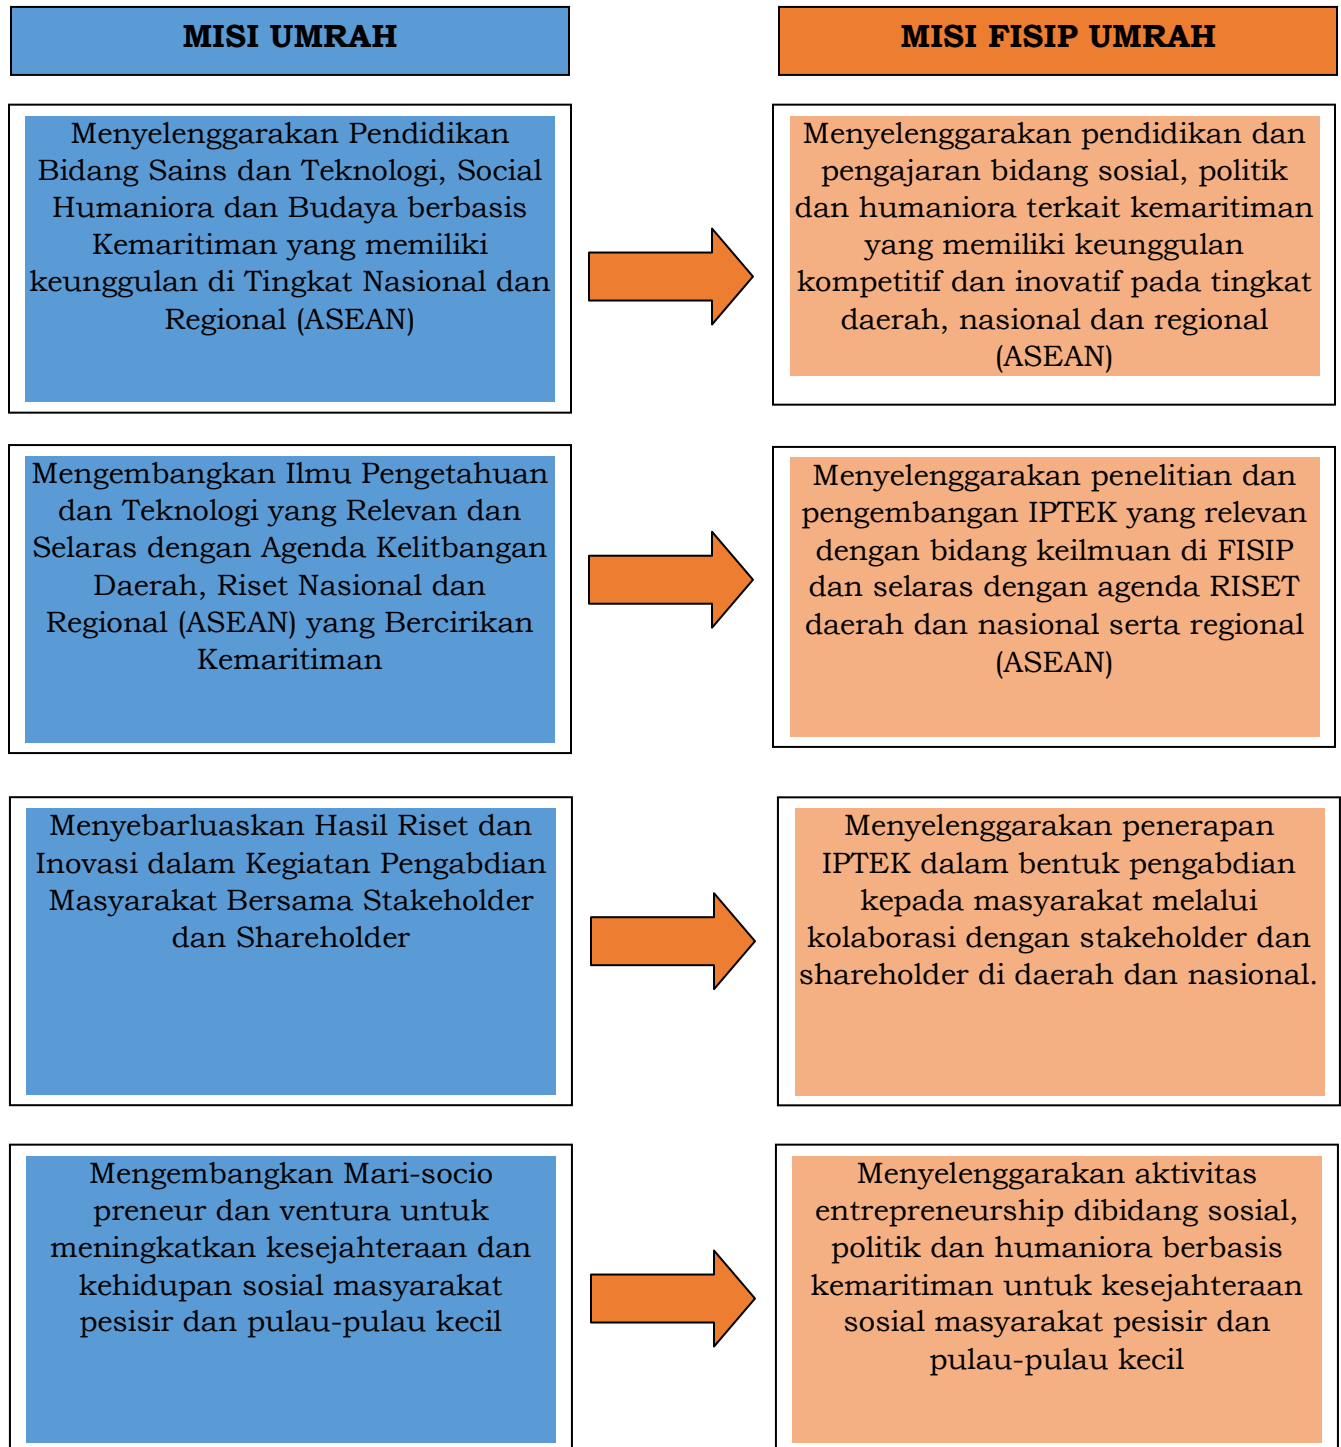 MISI UMRAH
MISI FISIP UMRAH
Menyelenggarakan Pendidikan
Bidang Sains dan Teknologi, Social
Humaniora dan Budaya berbasis
Kemaritiman yang memiliki
keunggulan di Tingkat Nasional dan
Regional (ASEAN)
Menyelenggarakan pendidikan dan
pengajaran bidang sosial, politik
dan humaniora terkait kemaritiman
yang memiliki keunggulan
kompetitif dan inovatif pada tingkat
daerah, nasional dan regional
(ASEAN)
Mengembangkan Ilmu Pengetahuan
dan Teknologi yang Relevan dan
Selaras dengan Agenda Kelitbangan
Daerah, Riset Nasional dan
Regional (ASEAN) yang Bercirikan
Kemaritiman
Menyelenggarakan penelitian dan
pengembangan IPTEK yang relevan
dengan bidang keilmuan di FISIP
dan selaras dengan agenda RISET
daerah dan nasional serta regional
(ASEAN)
Menyebarluaskan Hasil Riset dan
Inovasi dalam Kegiatan Pengabdian
Masyarakat Bersama Stakeholder
dan Shareholder
Menyelenggarakan penerapan
IPTEK dalam bentuk pengabdian
kepada masyarakat melalui
kolaborasi dengan stakeholder dan
shareholder di daerah dan nasional.
Mengembangkan Mari-socio
preneur dan ventura untuk
meningkatkan kesejahteraan dan
kehidupan sosial masyarakat
pesisir dan pulau-pulau kecil
Menyelenggarakan aktivitas
entrepreneurship dibidang sosial,
politik dan humaniora berbasis
kemaritiman untuk kesejahteraan
sosial masyarakat pesisir dan
pulau-pulau kecil